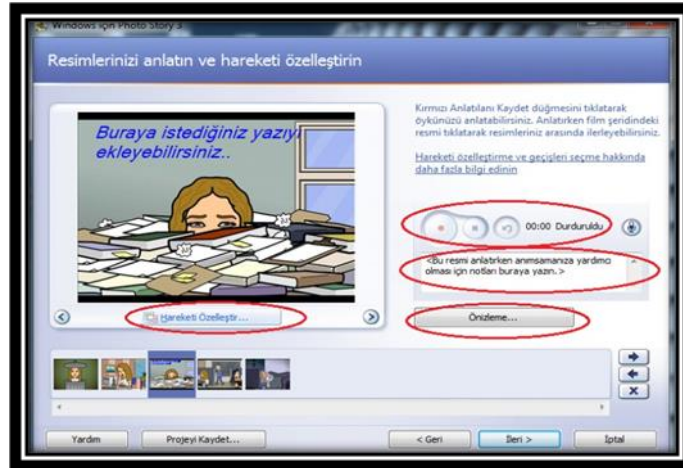 Windows için Photo Story 3
Resimlerinizi anlatın ve hareketi özelleştirin
Buraya istediğiniz yazıyı
ekleyebilirsiniz..
Kırmızı Anlatılanı Kaydet düğmesini tıklatarak
öykünüzü anlatabilirsiniz. Anlatırken film şeridindeki
resmi tıklatarak resimleriniz arasında ilerleyebilirsiniz.
Hareketi özelleştirme ve geçişleri seçme hakkında
daha fazla bilgi edinin
00:00 Durduruldu
<Bu resmi anlatırken anımsamanıza yardımcı
olması için notları buraya yazın.>
Hareketi Özelleştir...
Önizleme...
Yardım
Projeyi Kaydet...
< Geri
İleri >
İptal